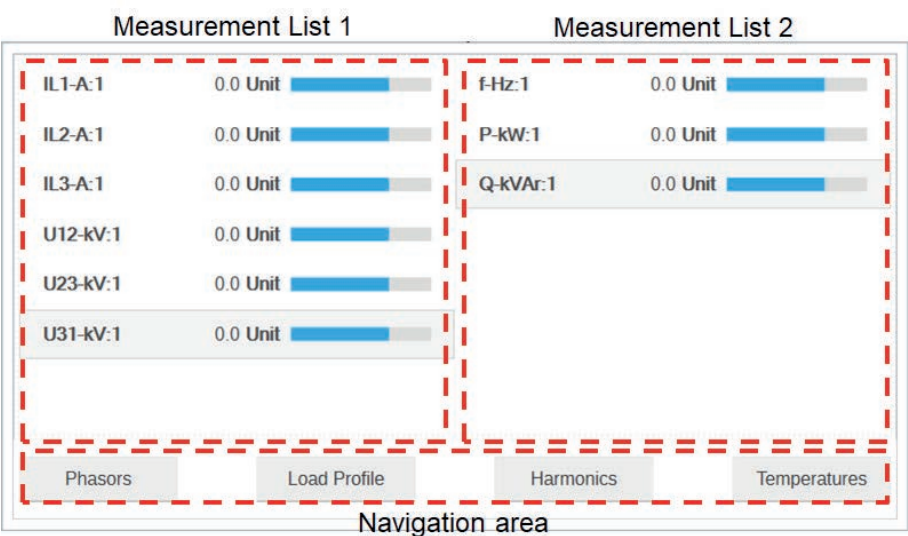 Measurement List 1
Measurement List 2
IL1-A:1 0.0 Unit
IL2-A:1 0.0 Unit
IL3-A:1 0.0 Unit
U12-kV:1 0.0 Unit
U23-kV:1 0.0 Unit
U31-kV:1 0.0 Unit
f-Hz:1 0.0 Unit
P-kW:1 0.0 Unit
Q-kVAr:1 0.0 Unit
Phasors
Load Profile
Harmonics
Temperatures
Navigation area